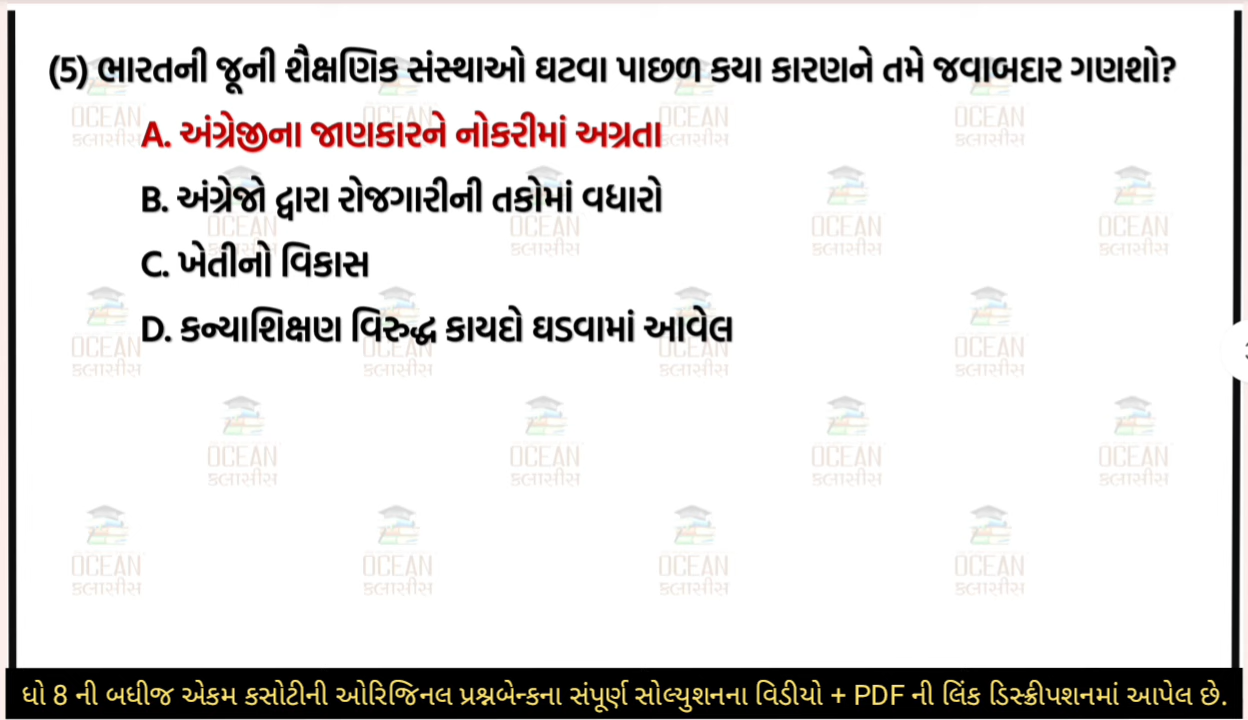 (5) ભારતની જૂની શૈક્ષણિક સંસ્થાઓ ઘટવા પાછળ કયા કારણને તમે જવાબદાર ગણશો?
A. અંગ્રેજીના જાણકારને નોકરીમાં અગ્રતા
B. અંગ્રેજો દ્વારા રોજગારીની તકોમાં વધારો
C. ખેતીનો વિકાસ
D. કન્યાશિક્ષણ વિરુદ્ધ કાયદો ઘડવામાં આવેલ
OCEAN
ક્લાસીસ
ધો 8 ની બધીજ એકમ કસોટીની ઓરિજિનલ પ્રશ્નબેન્કના સંપૂર્ણ સોલ્યુશનના વિડીયો + PDF ની લિંક ડિસ્ક્રીપશનમાં આપેલ છે.